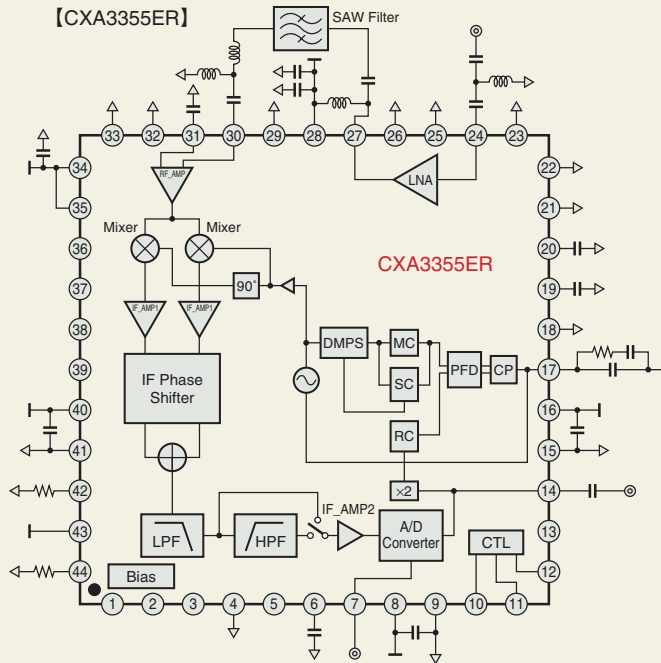 【CXA3355ER】
SAW Filter
33 32 31 30 29 28 27 26 25 24 23
34
35
36
37
38
39
40
41
42
43
44
RF_AMP
LNA
22
21
20
19
18
17
16
15
14
13
12
Mixer
Mixer
CXA3355ER
90°
IF_AMP1
IF_AMP1
DMPS
MC
SC
PFD
CP
IF Phase
Shifter
RC
×2
IF_AMP2
LPF
HPF
A/D
Converter
CTL
Bias
1 2 3 4 5 6 7 8 9 10 11